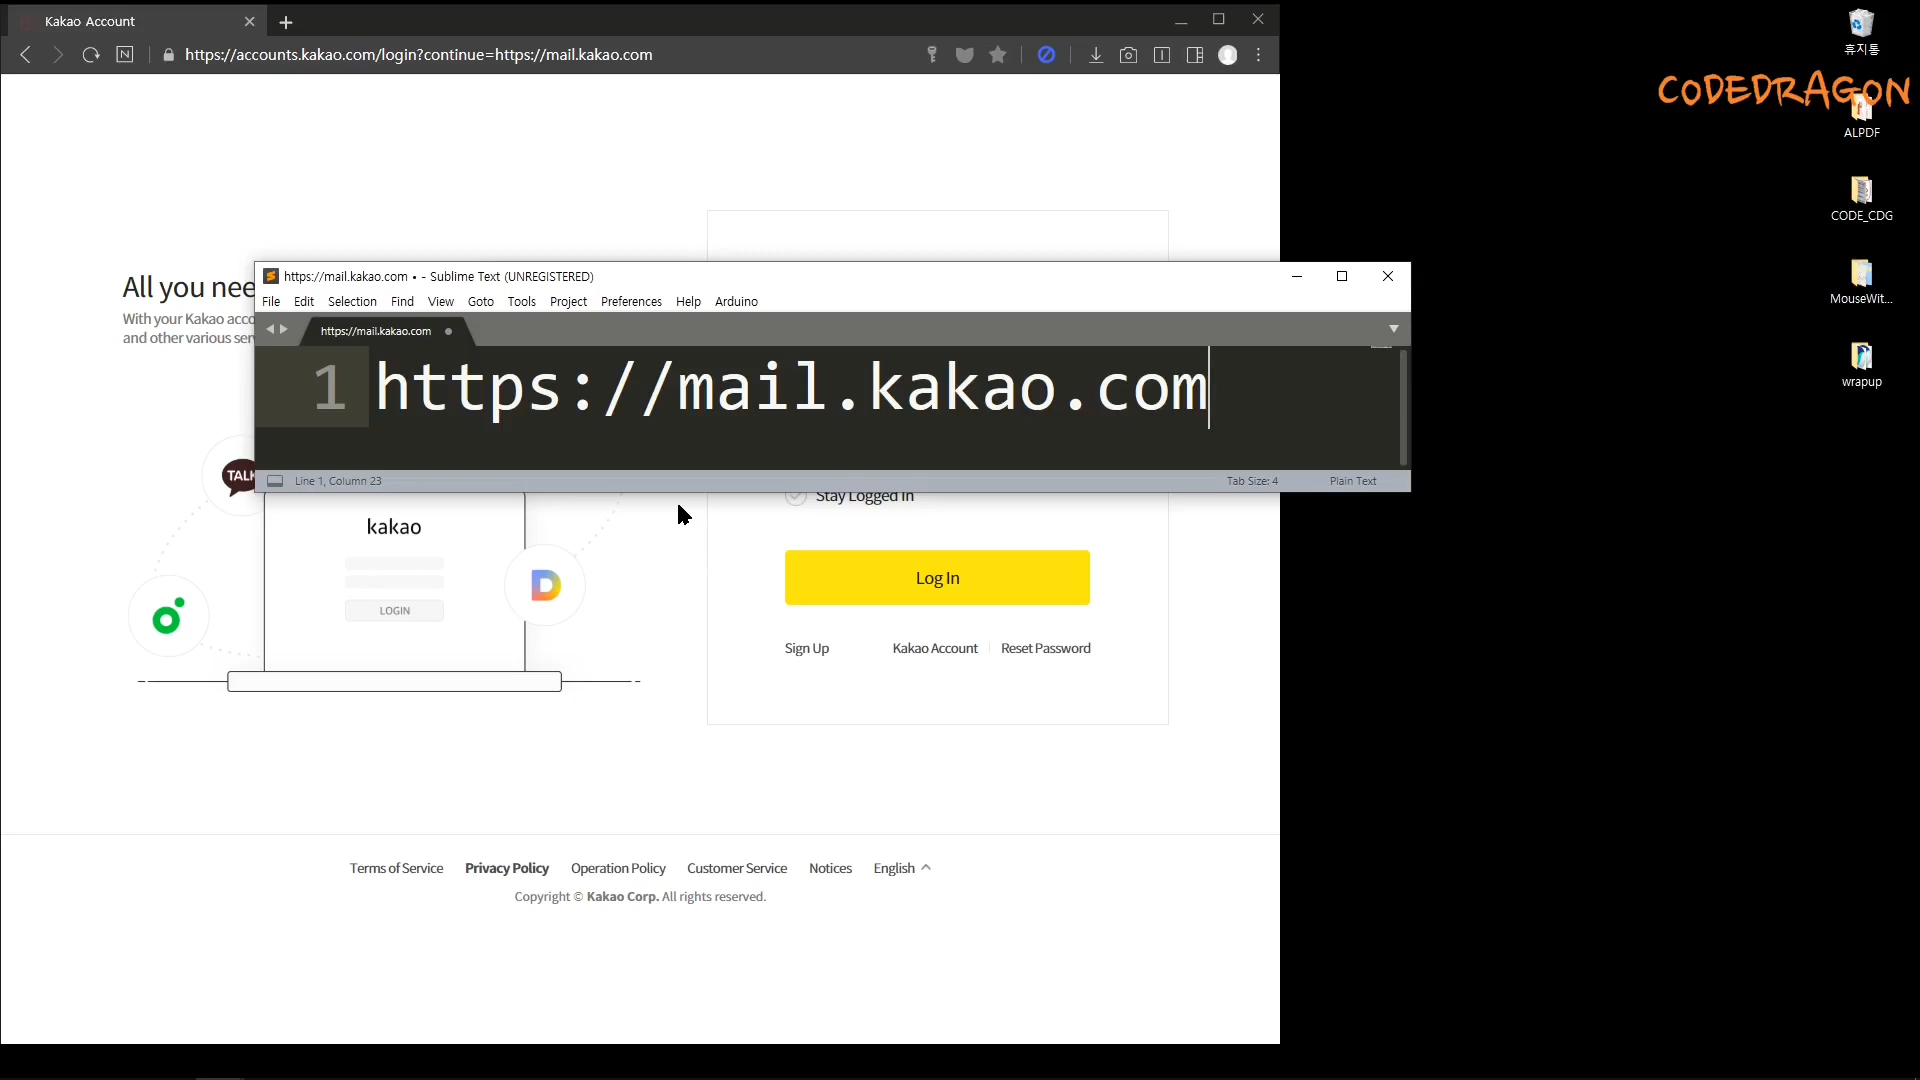 Kakao Account
https://accounts.kakao.com/login?continue=https://mail.kakao.com
휴지통
CODEDRAGON
ALPDF
CODE_CDG
MouseWit...
wrapup
All you nee
With your Kakao acco
and other various ser
https://mail.kakao.com • - Sublime Text (UNREGISTERED)
File Edit Selection Find View Goto Tools Project Preferences Help Arduino
https://mail.kakao.com
1 https://mail.kakao.com
Line 1, Column 23 Tab Size: 4 Plain Text
TALK
Stay Logged In
kakao
LOGIN
Log In
Sign Up Kakao Account Reset Password
Terms of Service Privacy Policy Operation Policy Customer Service Notices English
Copyright © Kakao Corp. All rights reserved.